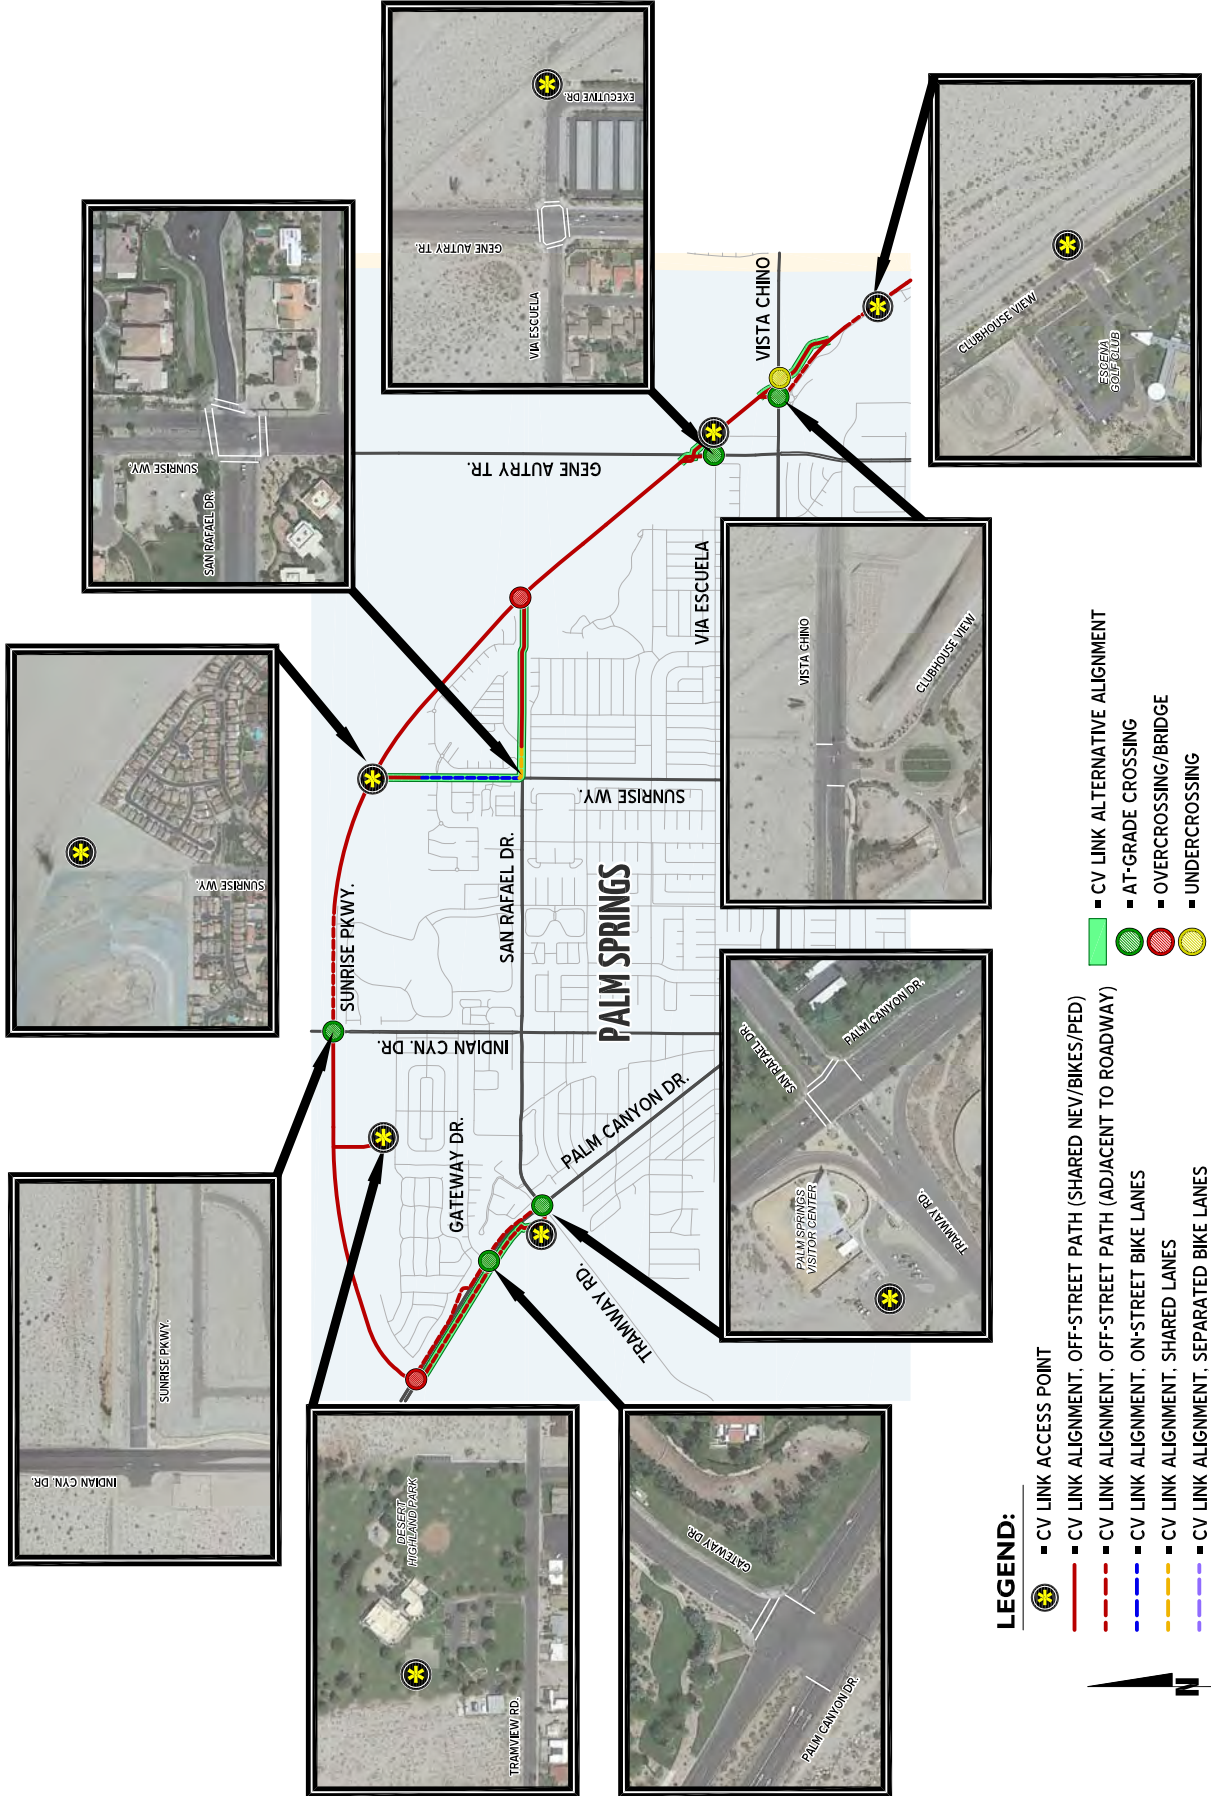 INDIAN CYN. DR.
SUNRISE PKWY.
SUNRISE WY.
SAN RAFAEL DR.
SUNRISE WY.
GENE AUTRY TR.
VIA ESCUELA
EXECUTIVE DR.
DESERT
HIGHLAND PARK
TRAMVIEW RD.
GATEWAY DR.
PALM CANYON DR.
SAN RAFAEL DR.
PALM CANYON DR.
PALM SPRINGS
VISITOR CENTER
TRAMWAY RD.
VISTA CHINO
CLUBHOUSE VIEW
CLUBHOUSE VIEW
ESCENA
GOLF CLUB
SUNRISE PKWY.
INDIAN CYN. DR.
GATEWAY DR.
SAN RAFAEL DR.
PALM CANYON DR.
TRAMWAY RD.
PALM SPRINGS
SUNRISE WY.
GENE AUTRY TR.
VIA ESCUELA
VISTA CHINO
LEGEND:
- CV LINK ACCESS POINT
- CV LINK ALIGNMENT, OFF-STREET PATH (SHARED NEV/BIKES/PED)
- CV LINK ALIGNMENT, OFF-STREET PATH (ADJACENT TO ROADWAY)
- CV LINK ALIGNMENT, ON-STREET BIKE LANES
- CV LINK ALIGNMENT, SHARED LANES
- CV LINK ALIGNMENT, SEPARATED BIKE LANES
- CV LINK ALTERNATIVE ALIGNMENT
- AT-GRADE CROSSING
- OVERCROSSING/BRIDGE
- UNDERCROSSING
N